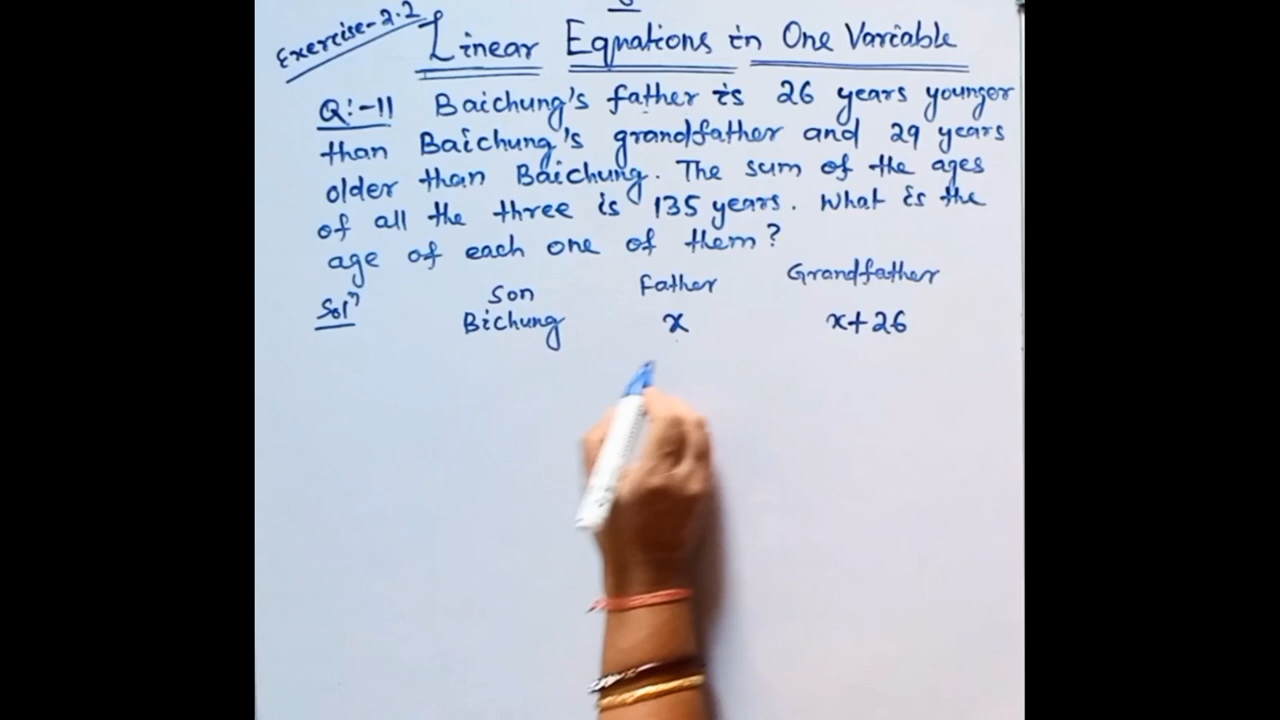 Exercise-2.2
Linear Equations in One Variable
Q:-11 Baichung's father is 26 years younger
than Baichung's grandfather and 29 years
older than Baichung. The sum of the ages
of all the three is 135 years. What is the
age of each one of them?
Solⁿ Son Father Grandfather
Bichung x x+26